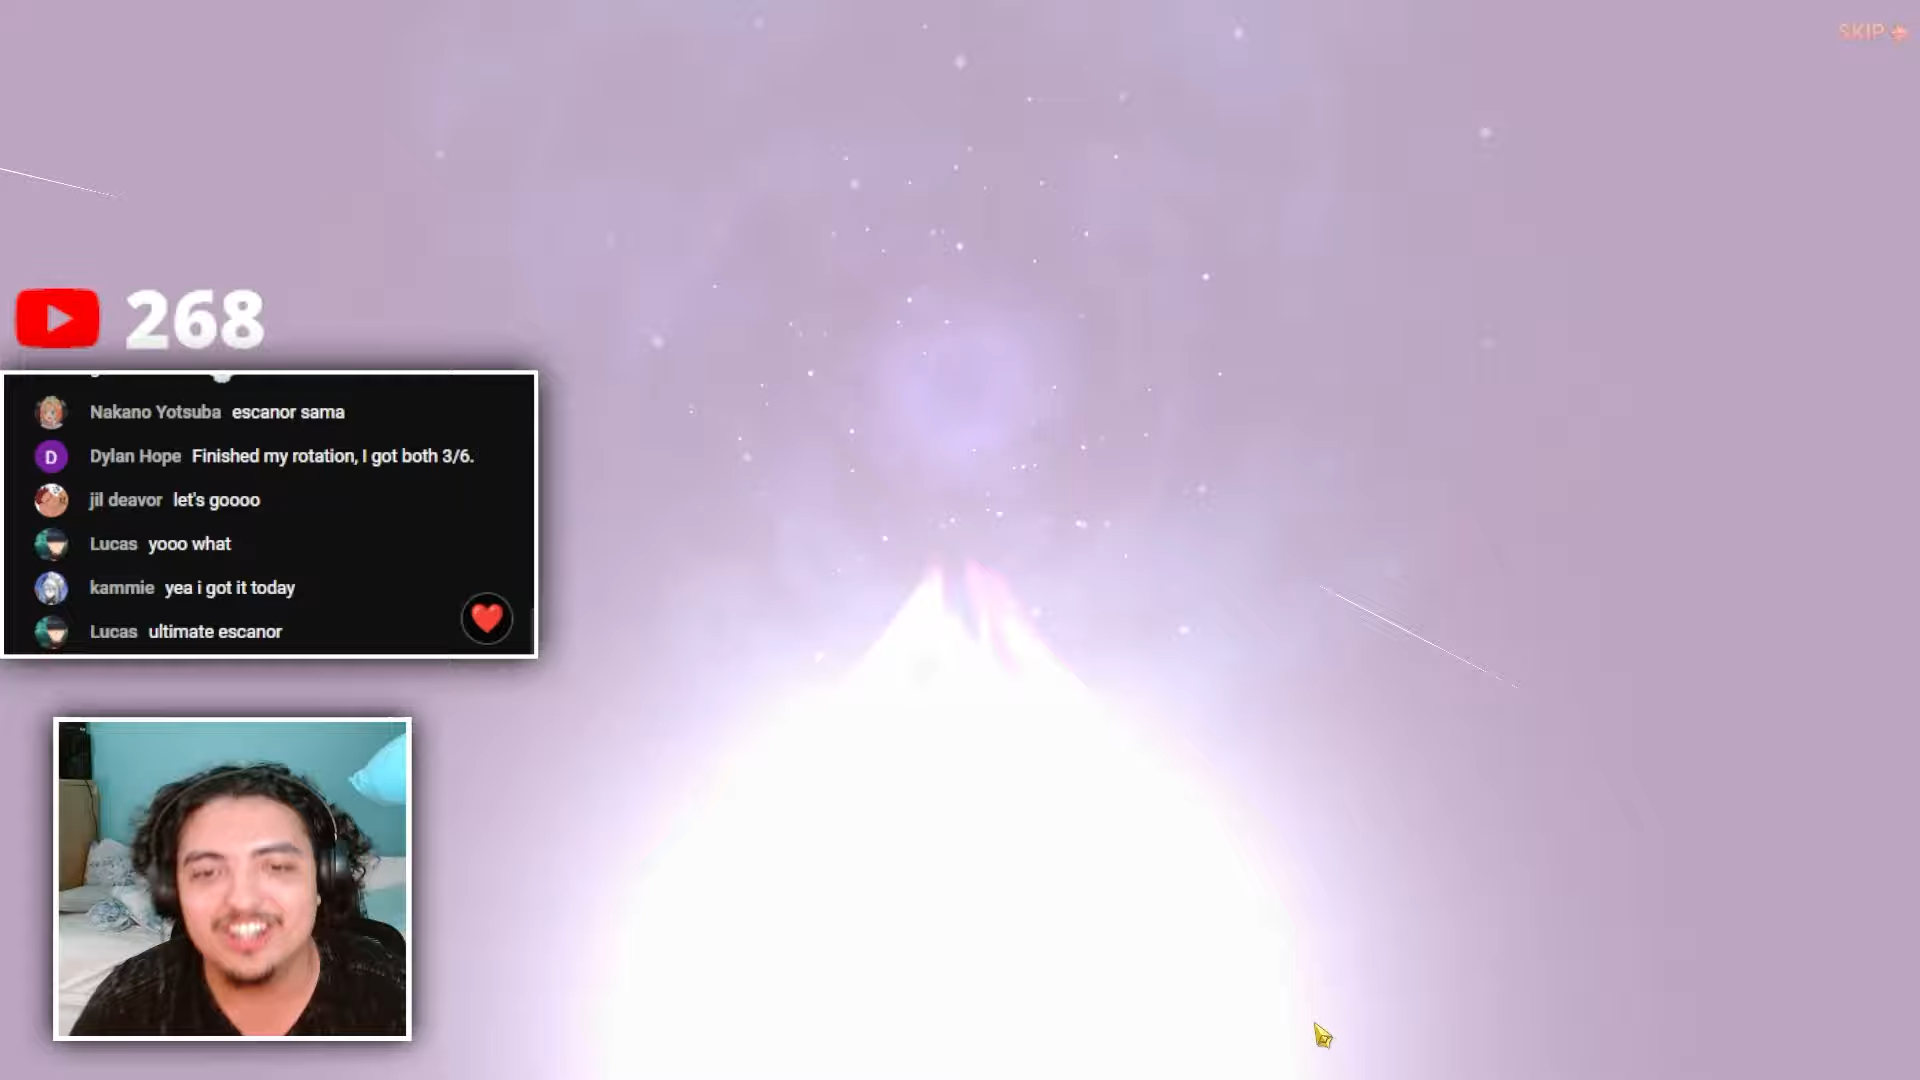 SKIP
268
Nakano Yotsuba escanor sama
D Dylan Hope Finished my rotation, I got both 3/6.
jil deavor let's goooo
Lucas yooo what
kammie yea i got it today
Lucas ultimate escanor